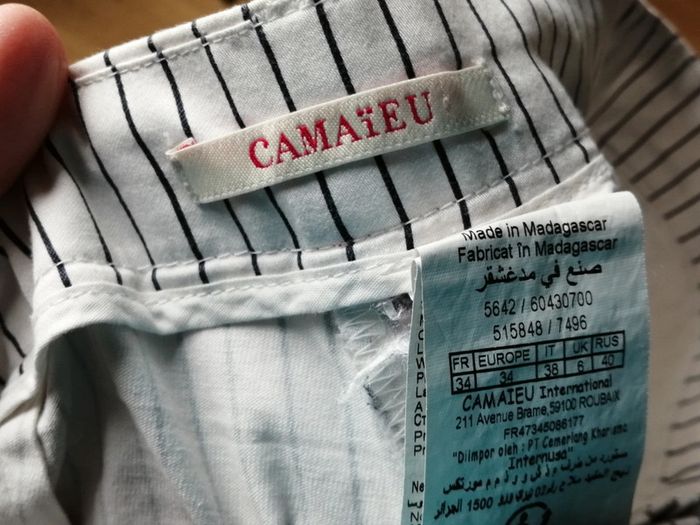 CAMAïEU
Made in Madagascar
Fabricat în Madagascar
صنع في مدغشقر
5642 / 60430700
515848 / 7496
FR EUROPE IT UK RUS
34 34 38 6 40
CAMAIEU International
211 Avenue Brame,59100 ROUBAIX
FR47345086177
"Diimpor oleh : PT Cemerlang Kharisma
Internusa"
1500 الجزائر